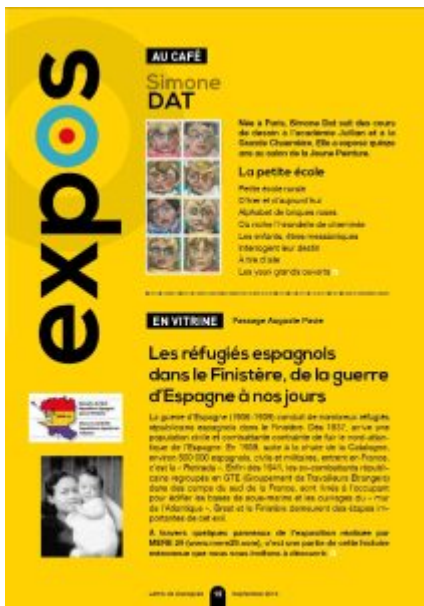 expos
AU CAFÉ
Simone
DAT
Née à Paris, Simone Dat suit des cours
de dessin à l'académie Jullian et à la
Grande Chaumière. Elle a exposé quinze
ans au salon de la Jeune Peinture.
La petite école
Petite école rurale
D'hier et d'aujourd'hui
Alphabet de briques roses
Où niche l'hirondelle de cheminée
Les enfants, êtres messianiques
Interrogent leur destin
À tire d'aile
Les yeux grands ouverts
EN VITRINE Passage Auguste
Les réfugiés espagnols
dans le Finistère, de la guerre
d'Espagne à nos jours
La guerre d'Espagne (1936-1939) conduit de nombreux réfugiés
républicains espagnols dans le Finistère. Dès 1937, arrive une
population civile et combattante contrainte de fuir le nord-atlan-
tique de l'Espagne. En 1939, suite à la chute de la Catalogne,
environ 500 000 espagnols, civils et militaires, entrent en France,
c'est la « Retirada ». Enfin dès 1941, les ex-combattants républi-
cains regroupés en GTE (Groupement de Travailleurs Étrangers)
dans des camps du sud de la France, sont livrés à l'occupant
pour édifier les bases de sous-marins et les ouvrages du « mur
de l'Atlantique ». Brest et le Finistère demeurent des étapes im-
portantes de cet exil.
À travers quelques panneaux de l'exposition réalisée par
MERE 29 (www.mere29.com), c'est une partie de cette histoire
méconnue que nous vous invitons à découvrir.
septembre